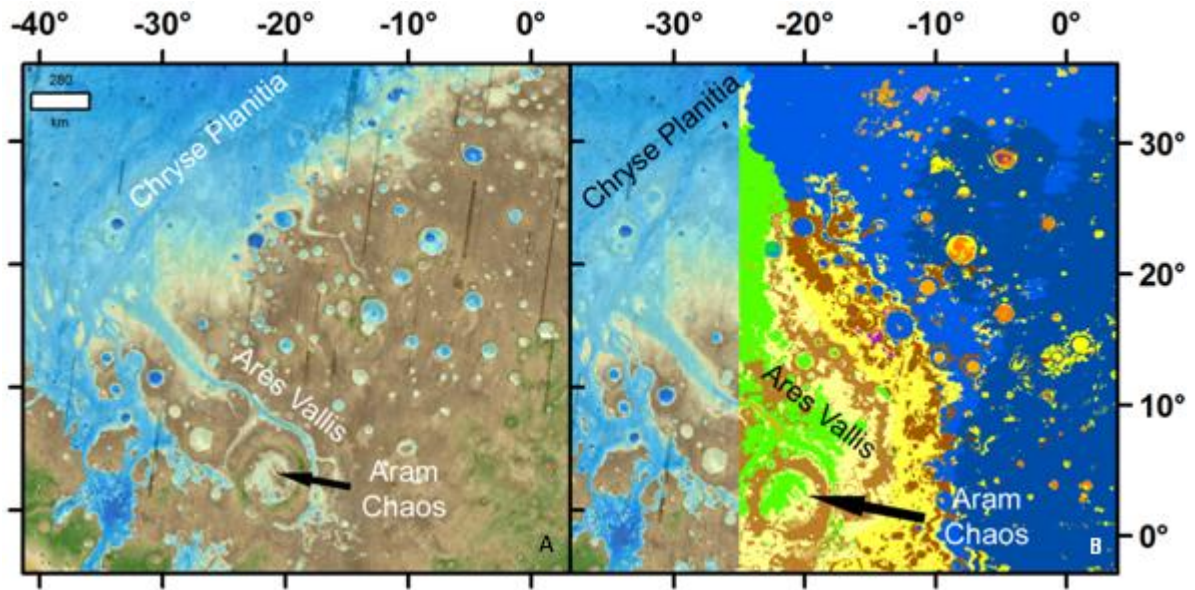 -40° -30° -20° -10° 0° -30° -20° -10° 0°
280
km
Chryse Planitia
Ares Vallis
Aram
Chaos
A
Chryse Planitia
Ares Vallis
Aram
Chaos
B
30°
20°
10°
0°